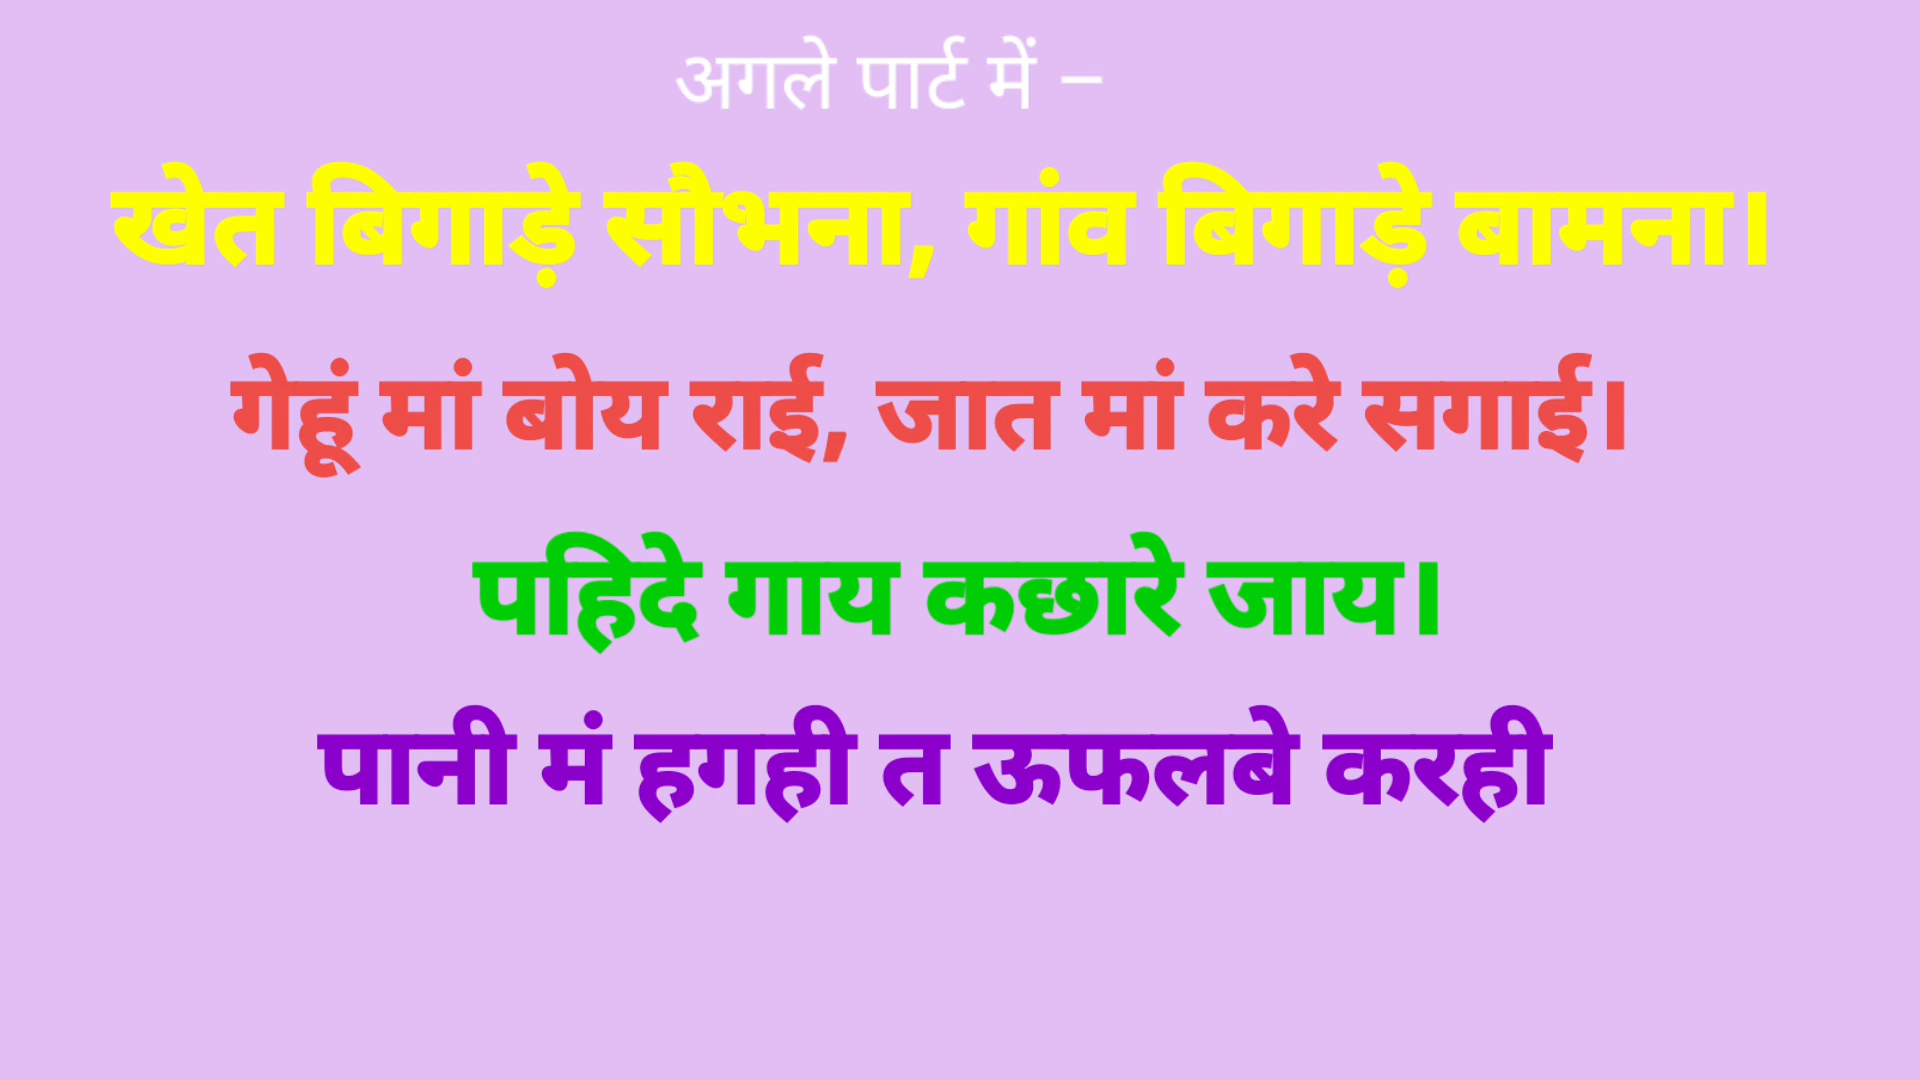 अगले पार्ट में –
खेत बिगाड़े सौभना, गांव बिगाड़े बामना।
गेहूं मां बोय राई, जात मां करे सगाई।
पहिदे गाय कछारे जाय।
पानी मं हगही त ऊफलबे करही